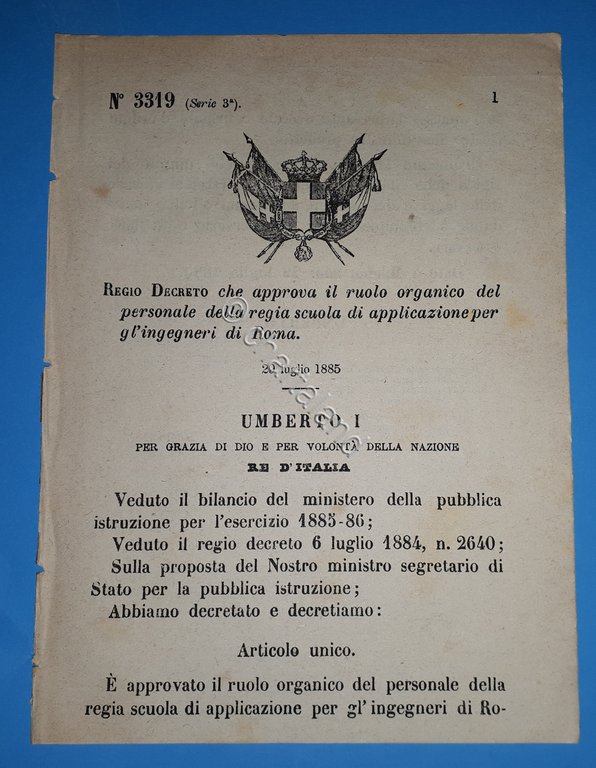 N° 3319 (Serie 3ª).
1
REGIO DECRETO che approva il ruolo organico del
personale della regia scuola di applicazione per
gl'ingegneri di Roma.
20 luglio 1885
UMBERTO I
PER GRAZIA DI DIO E PER VOLONTÀ DELLA NAZIONE
RE D'ITALIA
Veduto il bilancio del ministero della pubblica
istruzione per l'esercizio 1885-86;
Veduto il regio decreto 6 luglio 1884, n. 2640;
Sulla proposta del Nostro ministro segretario di
Stato per la pubblica istruzione;
Abbiamo decretato e decretiamo:
Articolo unico.
È approvato il ruolo organico del personale della
regia scuola di applicazione per gl'ingegneri di Ro-